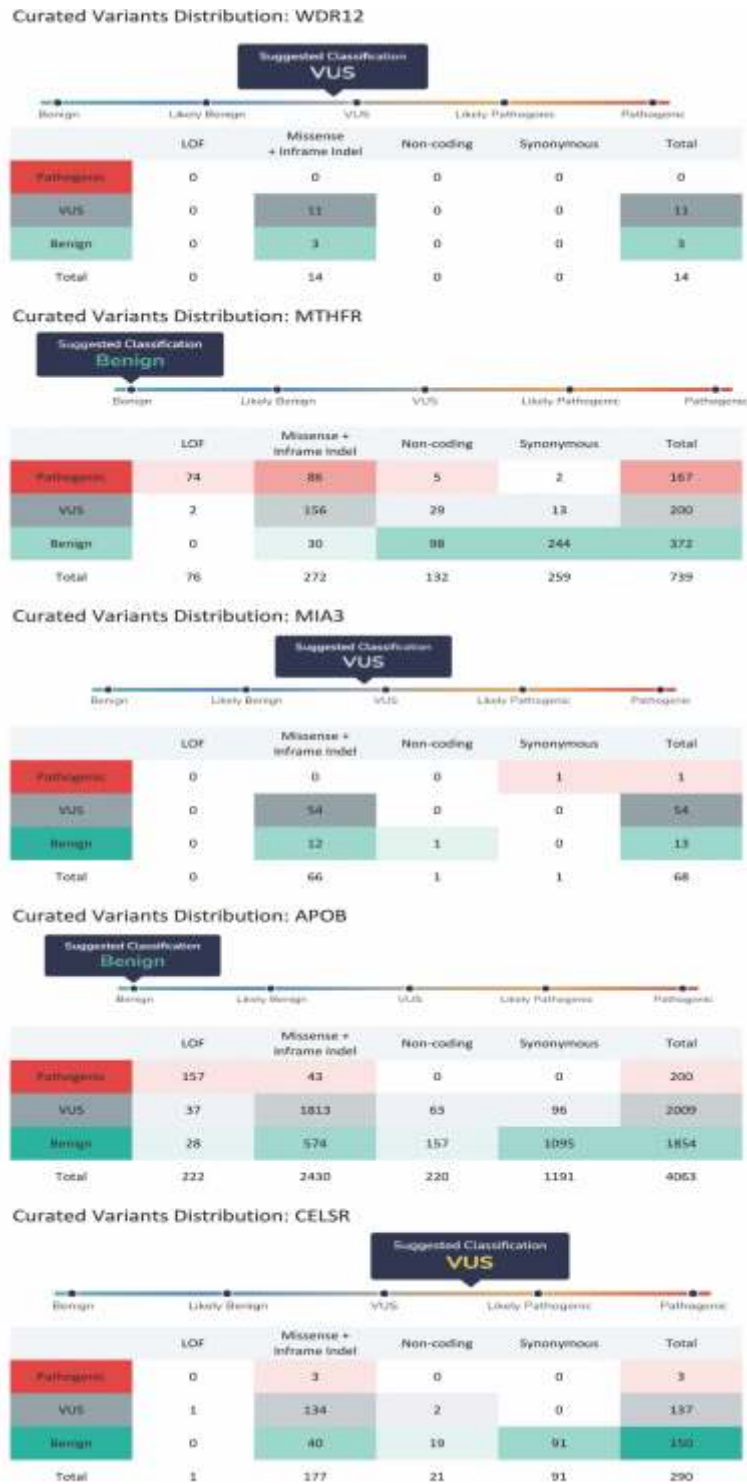 Curated Variants Distribution: WDR12
Suggested Classification
VUS
Benign Likely Benign VUS Likely Pathogenic Pathogenic
LOF Missense + Inframe Indel Non-coding Synonymous Total
Pathogenic 0 0 0 0 0
VUS 0 11 0 0 11
Benign 0 3 0 0 3
Total 0 14 0 0 14
Curated Variants Distribution: MTHFR
Suggested Classification
Benign
Benign Likely Benign VUS Likely Pathogenic Pathogenic
LOF Missense + Inframe Indel Non-coding Synonymous Total
Pathogenic 74 86 5 2 167
VUS 2 156 29 13 200
Benign 0 30 98 244 372
Total 76 272 132 259 739
Curated Variants Distribution: MIA3
Suggested Classification
VUS
Benign Likely Benign VUS Likely Pathogenic Pathogenic
LOF Missense + Inframe Indel Non-coding Synonymous Total
Pathogenic 0 0 0 1 1
VUS 0 54 0 0 54
Benign 0 12 1 0 13
Total 0 66 1 1 68
Curated Variants Distribution: APOB
Suggested Classification
Benign
Benign Likely Benign VUS Likely Pathogenic Pathogenic
LOF Missense + Inframe Indel Non-coding Synonymous Total
Pathogenic 157 43 0 0 200
VUS 37 1813 63 96 2009
Benign 28 574 157 1095 1854
Total 222 2430 220 1191 4063
Curated Variants Distribution: CELSR
Suggested Classification
VUS
Benign Likely Benign VUS Likely Pathogenic Pathogenic
LOF Missense + Inframe Indel Non-coding Synonymous Total
Pathogenic 0 3 0 0 3
VUS 1 134 2 0 137
Benign 0 40 19 91 150
Total 1 177 21 91 290